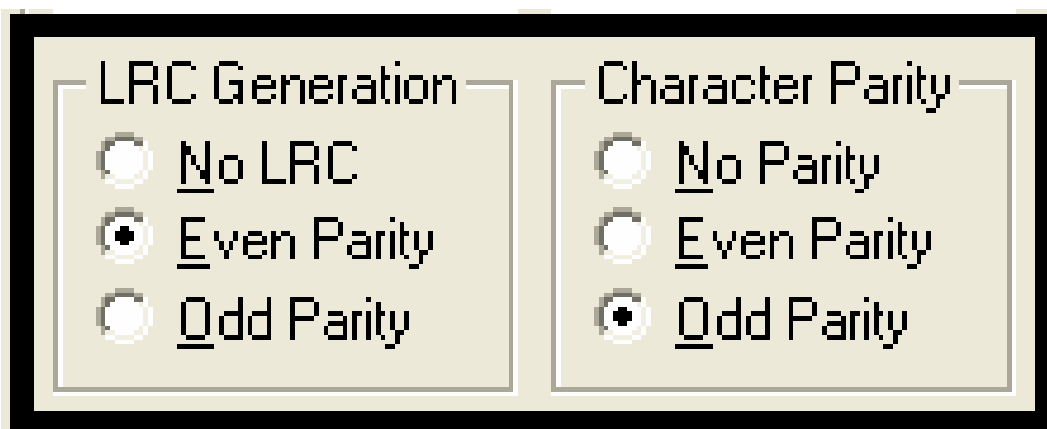 LRC Generation
No LRC
Even Parity
Odd Parity
Character Parity
No Parity
Even Parity
Odd Parity